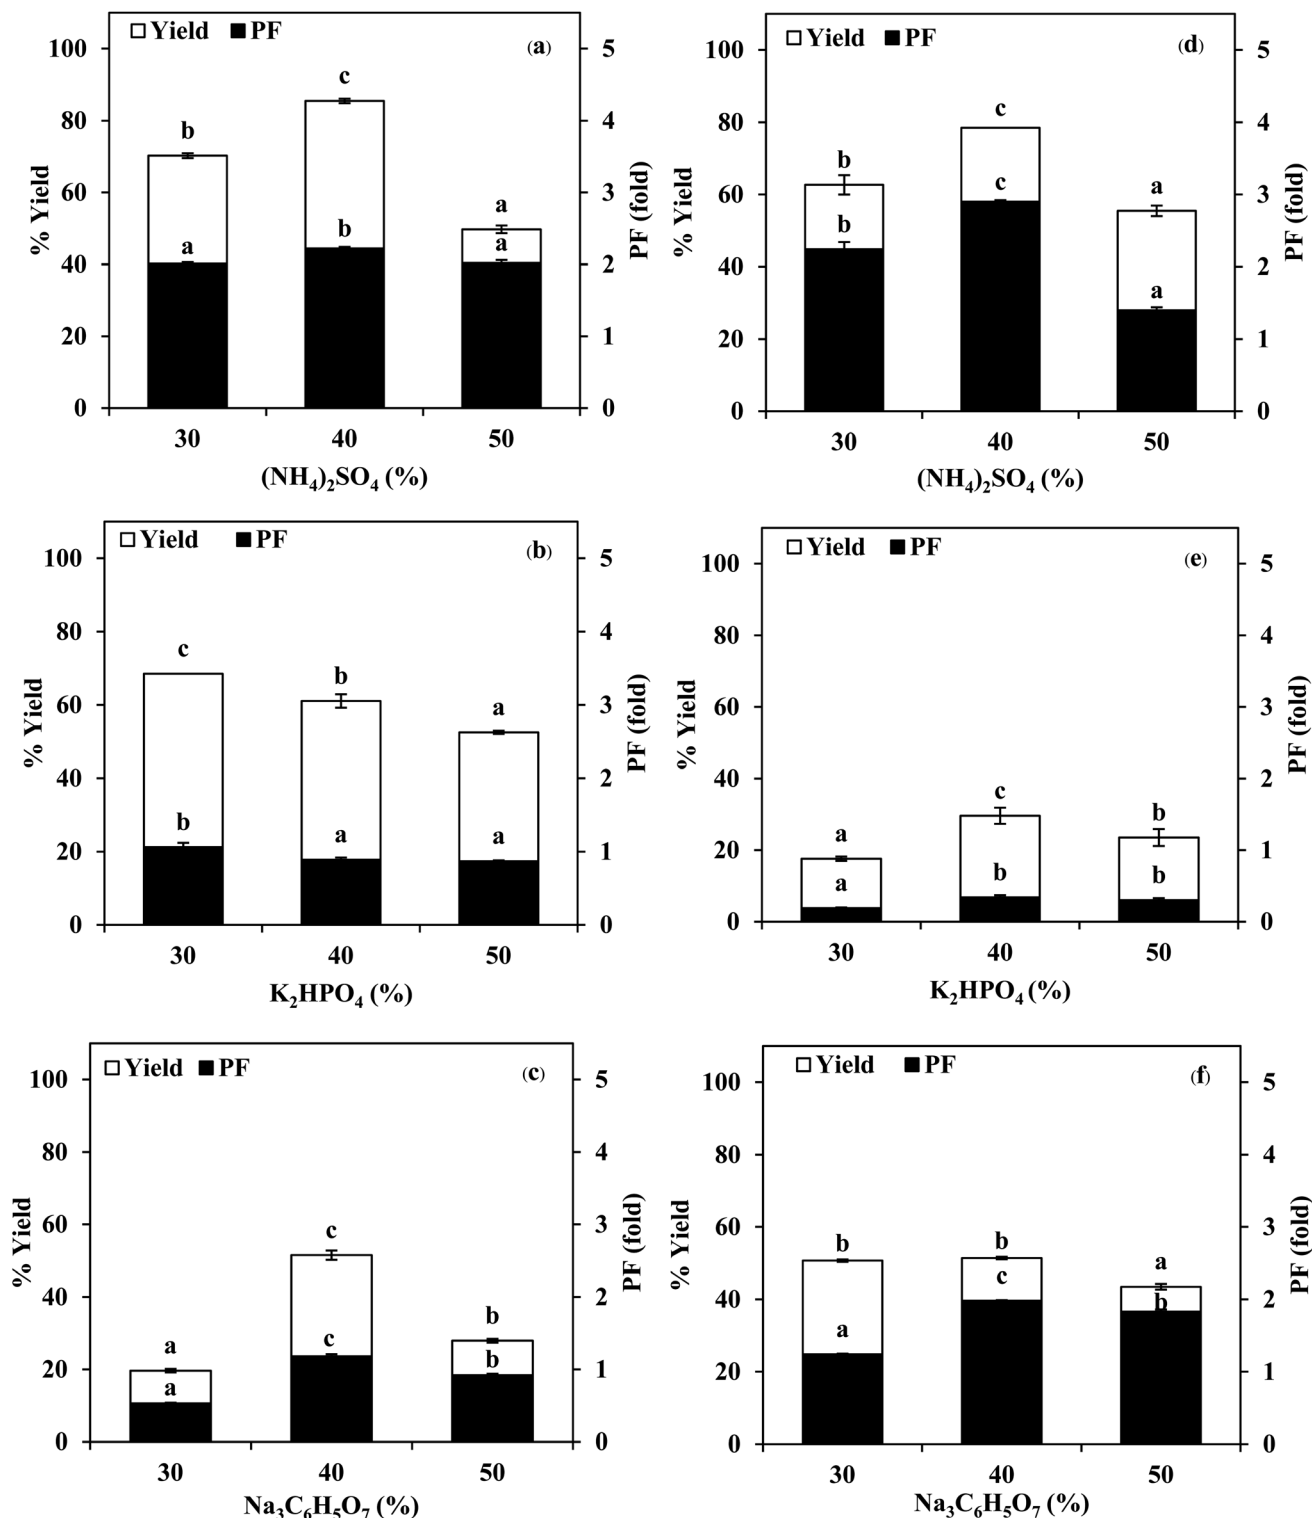 Yield PF (a)
100 5
80 4
60 3
40 2
20 1
0 0
% Yield
PF (fold)
b c a
a b a
30 40 50
(NH₄)₂SO₄ (%)
Yield PF (d)
100 5
80 4
60 3
40 2
20 1
0 0
% Yield
PF (fold)
b c a
b c a
30 40 50
(NH₄)₂SO₄ (%)
Yield PF (b)
100 5
80 4
60 3
40 2
20 1
0 0
% Yield
PF (fold)
c b a
b a a
30 40 50
K₂HPO₄ (%)
Yield PF (e)
100 5
80 4
60 3
40 2
20 1
0 0
% Yield
PF (fold)
a c b
a b b
30 40 50
K₂HPO₄ (%)
Yield PF (c)
100 5
80 4
60 3
40 2
20 1
0 0
% Yield
PF (fold)
a c b
a c b
30 40 50
Na₃C₆H₅O₇ (%)
Yield PF (f)
100 5
80 4
60 3
40 2
20 1
0 0
% Yield
PF (fold)
b b a
a c b
30 40 50
Na₃C₆H₅O₇ (%)